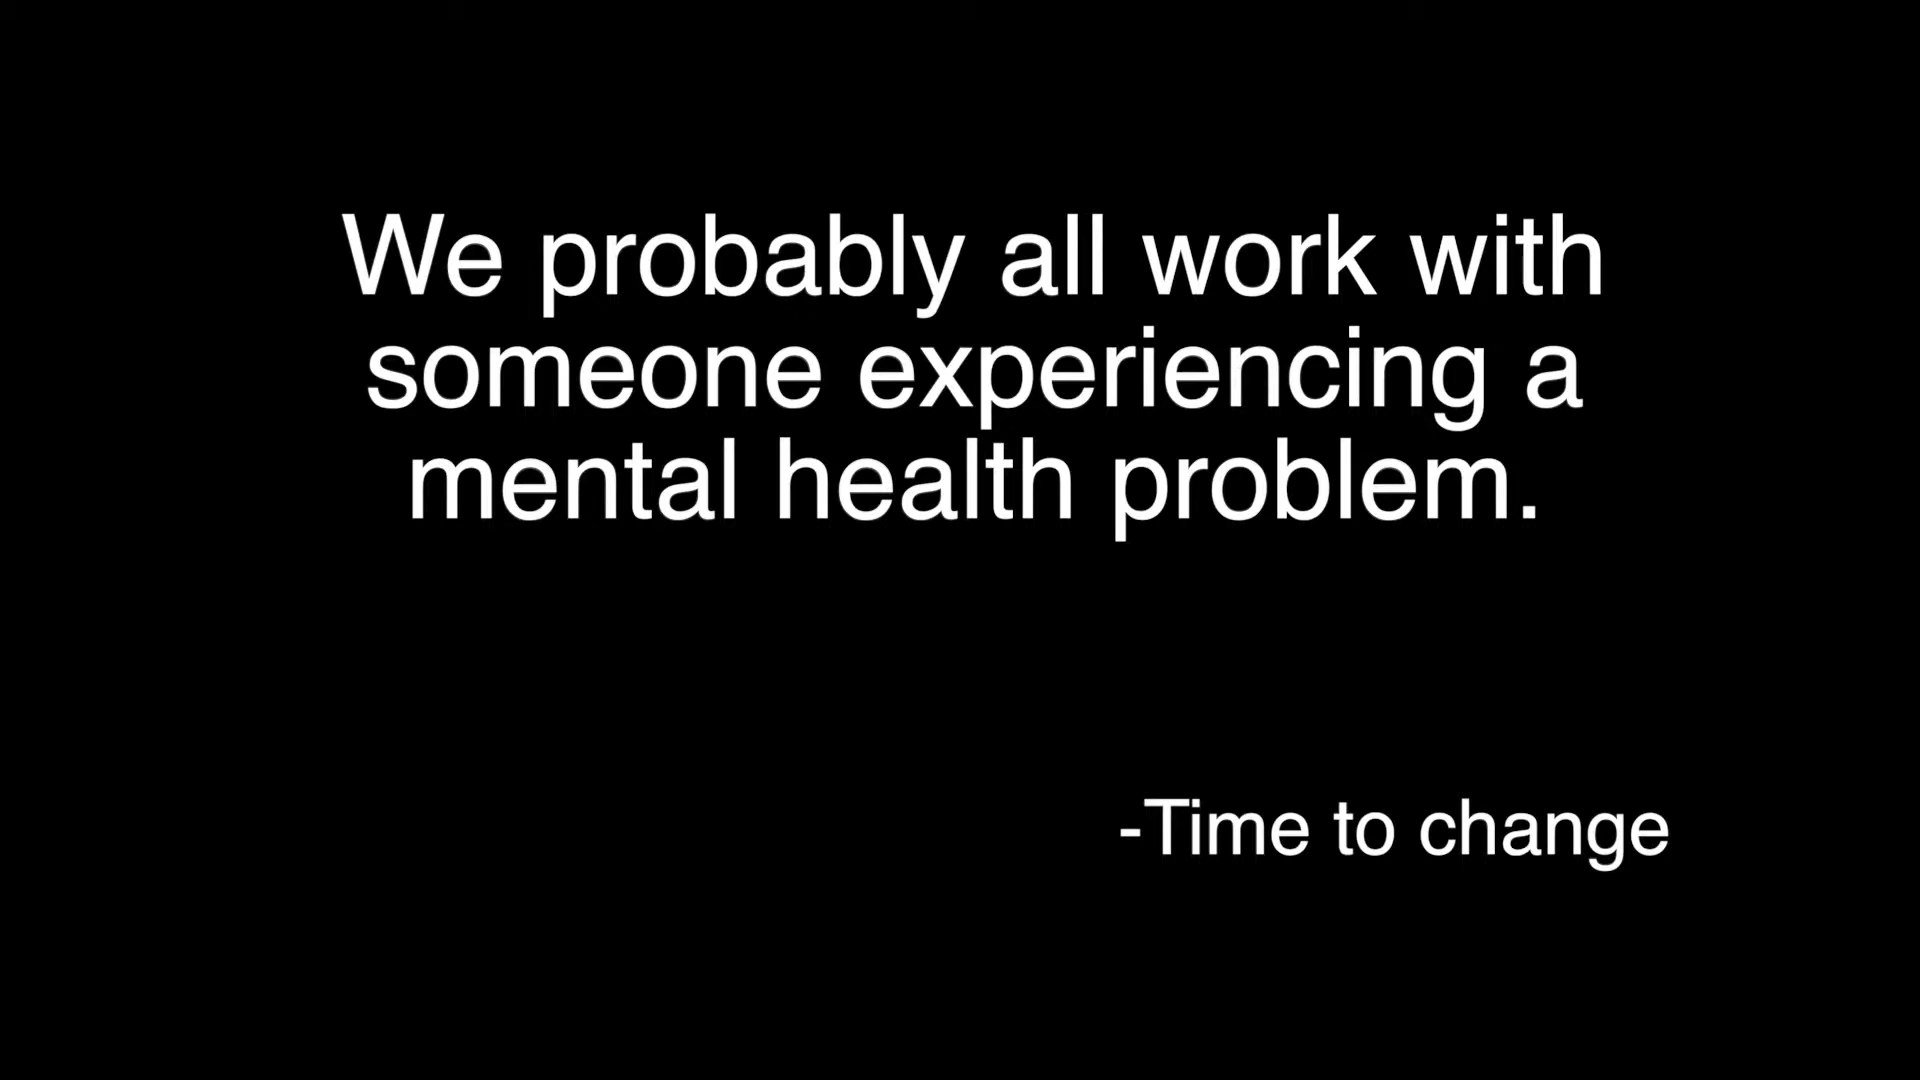 We probably all work with
someone experiencing a
mental health problem.
-Time to change